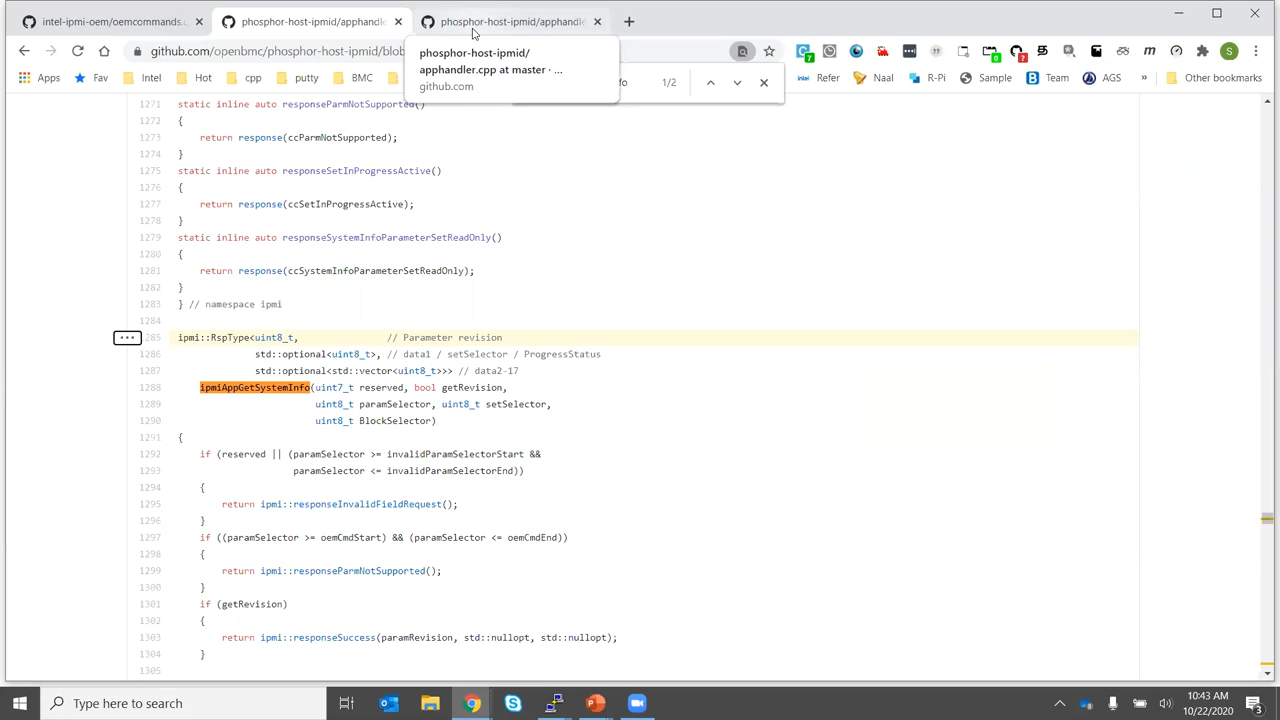 intel-ipmi-oem/oemcommands.c
phosphor-host-ipmid/apphandle
phosphor-host-ipmid/apphandle
github.com/openbmc/phosphor-host-ipmid/blob
phosphor-host-ipmid/
apphandler.cpp at master · ...
github.com
fo 1/2
7
0
Apps
Fav
Intel
Hot
cpp
putty
BMC
Refer
Naal
R-Pi
Sample
Team
AGS
»
Other bookmarks
S
1271 static inline auto responseParmNotSupported()
1272 {
1273 return response(ccParmNotSupported);
1274 }
1275 static inline auto responseSetInProgressActive()
1276 {
1277 return response(ccSetInProgressActive);
1278 }
1279 static inline auto responseSystemInfoParameterSetReadOnly()
1280 {
1281 return response(ccSystemInfoParameterSetReadOnly);
1282 }
1283 } // namespace ipmi
1284
... 285 ipmi::RspType<uint8_t, // Parameter revision
1286 std::optional<uint8_t>, // data1 / setSelector / ProgressStatus
1287 std::optional<std::vector<uint8_t>>> // data2-17
1288 ipmiAppGetSystemInfo(uint7_t reserved, bool getRevision,
1289 uint8_t paramSelector, uint8_t setSelector,
1290 uint8_t BlockSelector)
1291 {
1292 if (reserved || (paramSelector >= invalidParamSelectorStart &&
1293 paramSelector <= invalidParamSelectorEnd))
1294 {
1295 return ipmi::responseInvalidFieldRequest();
1296 }
1297 if ((paramSelector >= oemCmdStart) && (paramSelector <= oemCmdEnd))
1298 {
1299 return ipmi::responseParmNotSupported();
1300 }
1301 if (getRevision)
1302 {
1303 return ipmi::responseSuccess(paramRevision, std::nullopt, std::nullopt);
1304 }
1305
Type here to search
10:43 AM
10/22/2020
3